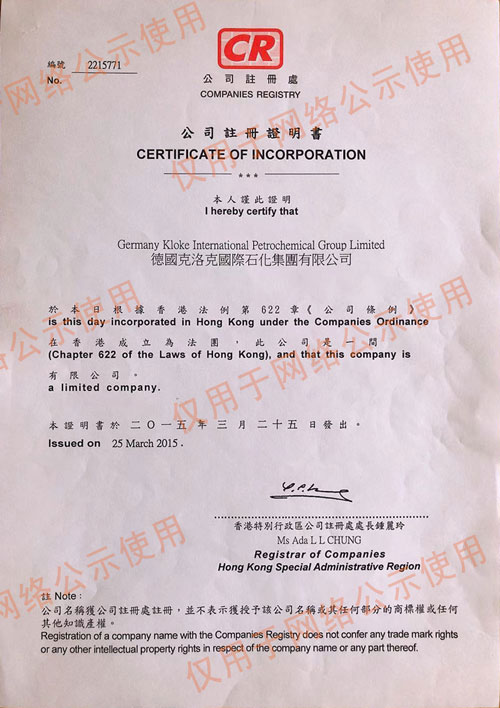 CR
編號
No. 2215771
公司註冊處
COMPANIES REGISTRY
公司註冊證明書
CERTIFICATE OF INCORPORATION
***
本人謹此證明
I hereby certify that
Germany Kloke International Petrochemical Group Limited
德國克洛克國際石化集團有限公司
於本日根據香港法例第622章《公司條例》
is this day incorporated in Hong Kong under the Companies Ordinance
在香港成立為法團，此公司是一間
(Chapter 622 of the Laws of Hong Kong), and that this company is
有限公司。
a limited company.
本證明書於二〇一五年三月二十五日發出。
Issued on 25 March 2015.
香港特別行政區公司註冊處處長鍾麗玲
Ms Ada L L CHUNG
Registrar of Companies
Hong Kong Special Administrative Region
註 Note:
公司名稱獲公司註冊處註冊，並不表示獲授予該公司名稱或其任何部分的商標權或任何
其他知識產權。
Registration of a company name with the Companies Registry does not confer any trade mark rights
or any other intellectual property rights in respect of the company name or any part thereof.
仅用于网络公示使用
仅用于网络公示使用
仅用于网络公示使用
仅用于网络公示使用
仅用于网络公示使用
仅用于网络公示使用